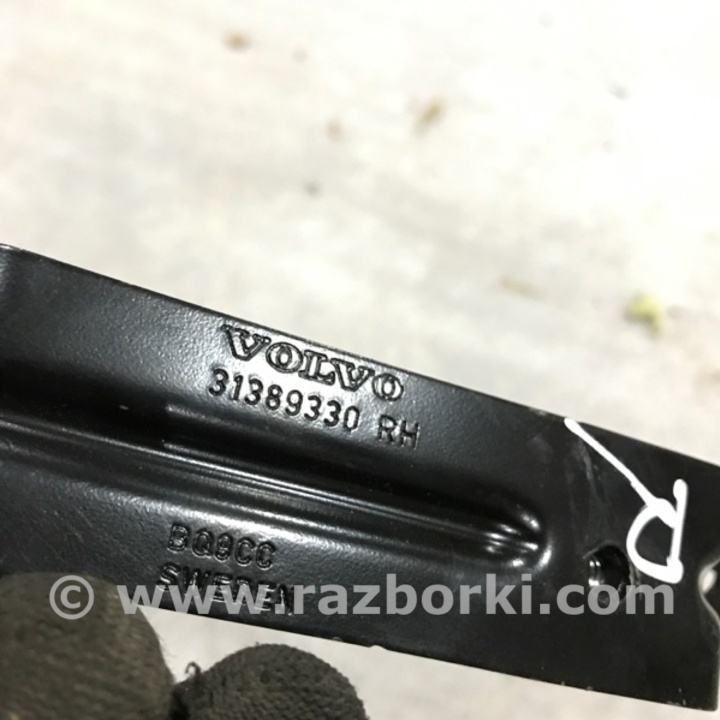 VOLVO
31389330 RH
R
BQ9CC
SWEDEN
© www.razborki.com